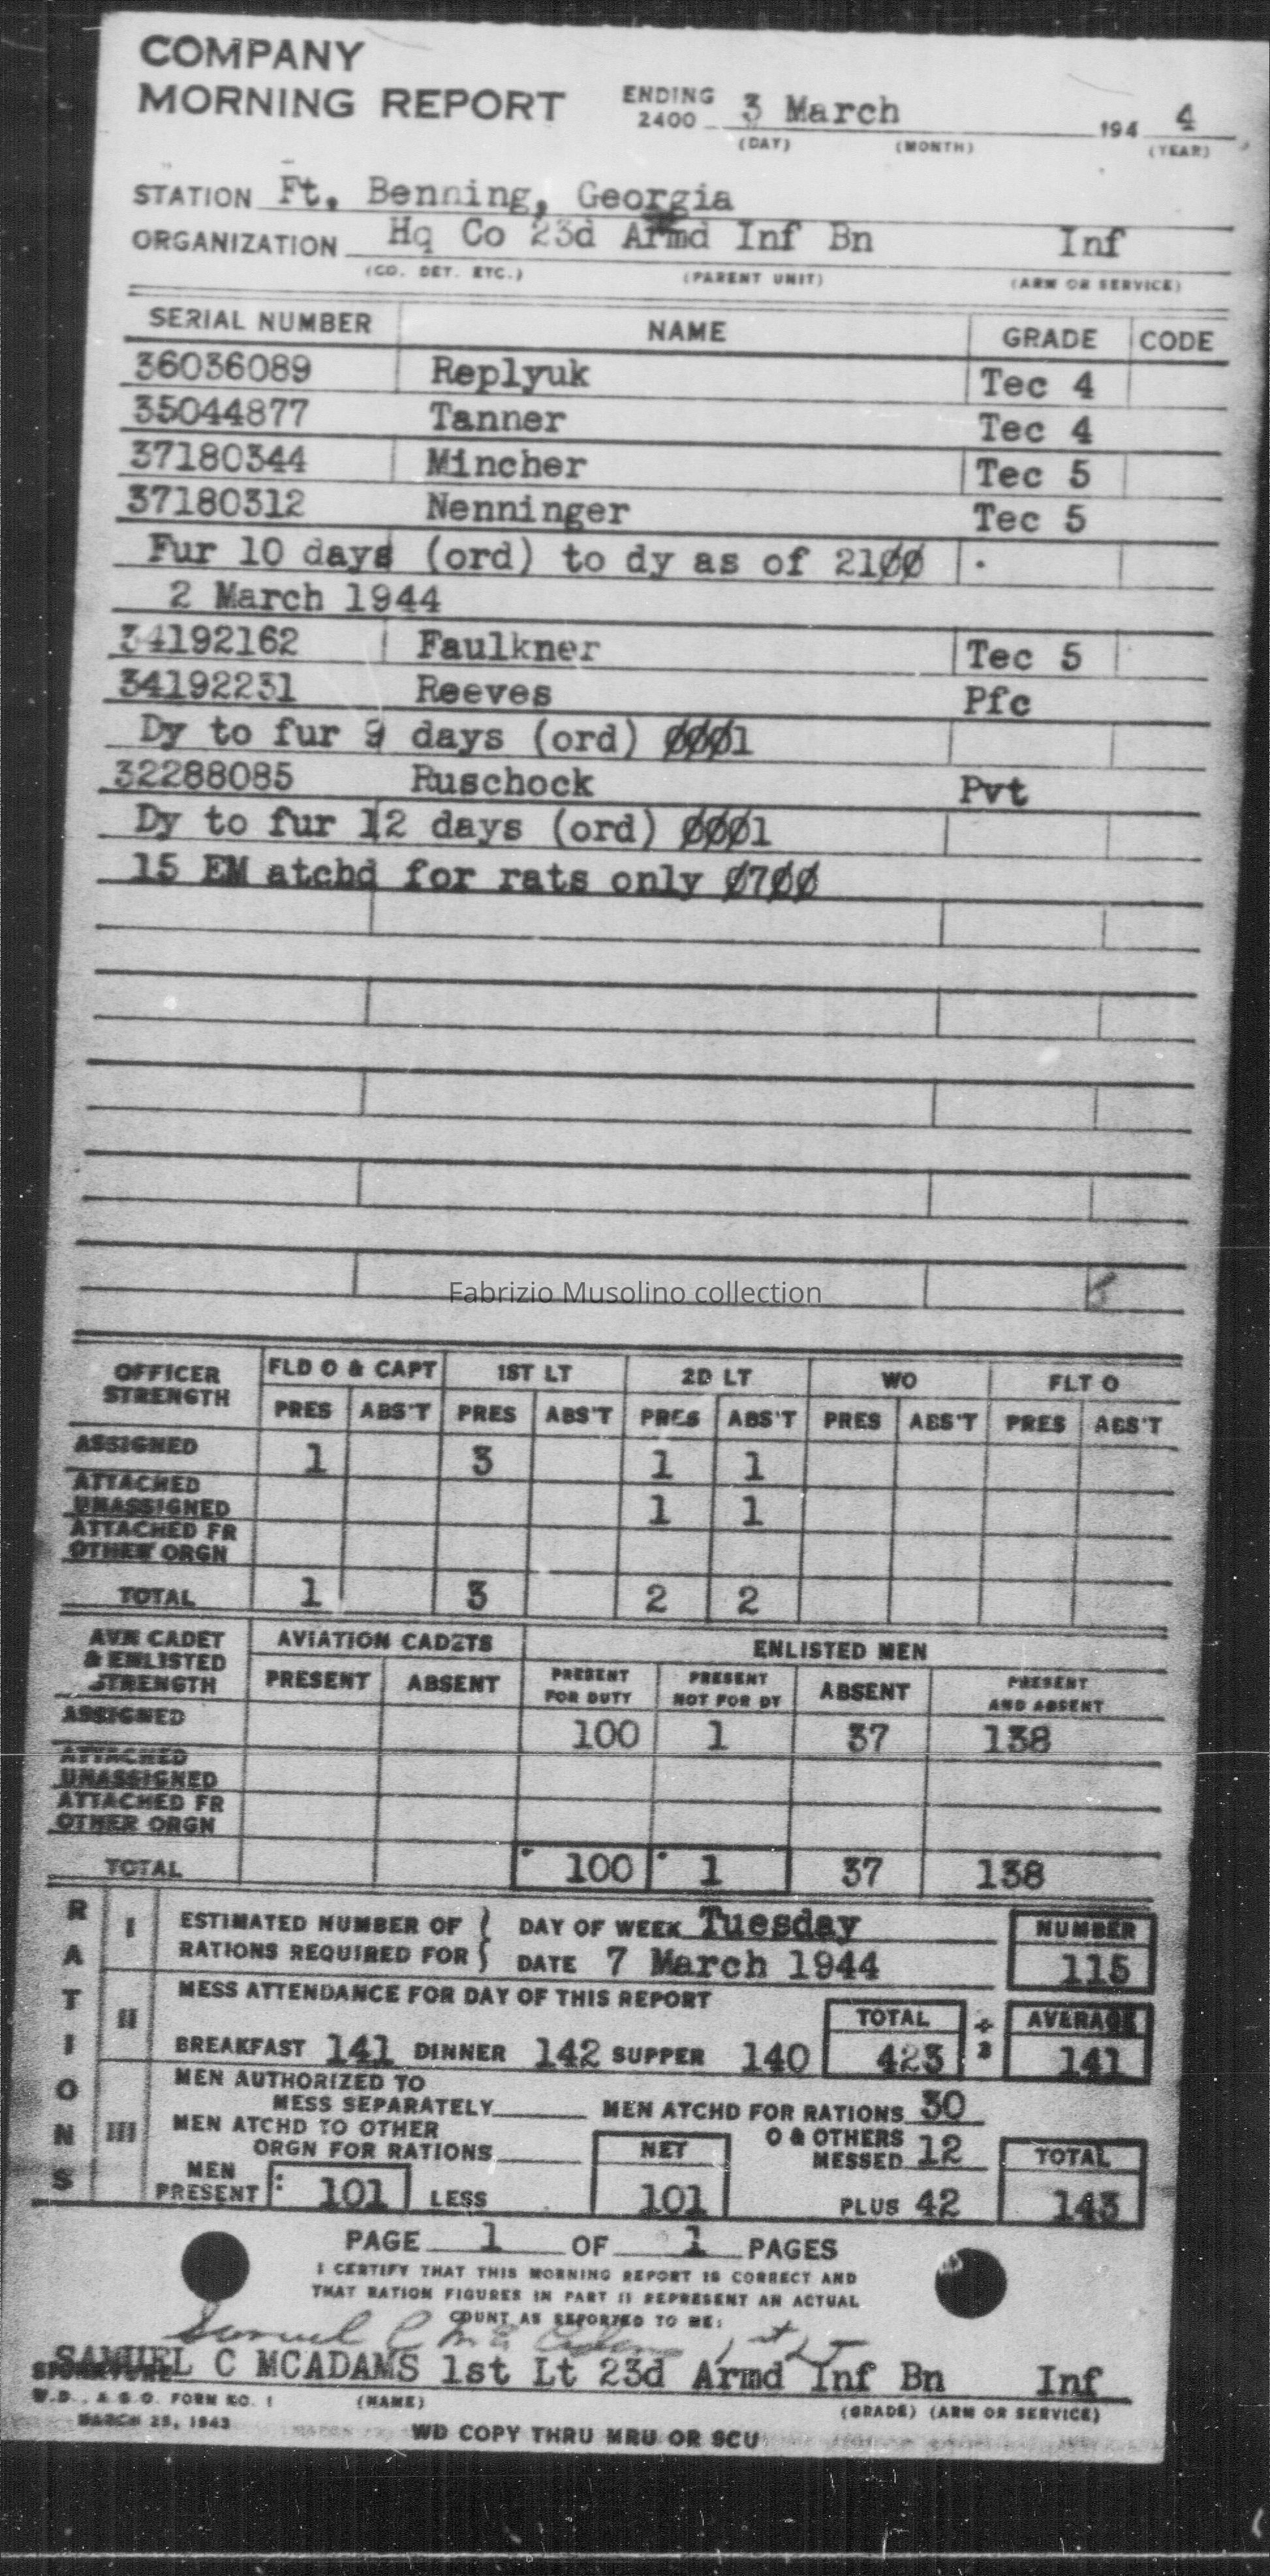 COMPANY
MORNING REPORT ENDING 2400 3 March 194 4
(DAY) (MONTH) (YEAR)
STATION Ft. Benning, Georgia
ORGANIZATION Hq Co 23d Armd Inf Bn Inf
(CO. DET. ETC.) (PARENT UNIT) (ARM OR SERVICE)
SERIAL NUMBER NAME GRADE CODE
36036089 Replyuk Tec 4
35044877 Tanner Tec 4
37180344 Mincher Tec 5
37180312 Nenninger Tec 5
Fur 10 days (ord) to dy as of 21ØØ
2 March 1944
34192162 Faulkner Tec 5
34192231 Reeves Pfc
Dy to fur 9 days (ord) ØØØ1
32288085 Ruschock Pvt
Dy to fur 12 days (ord) ØØØ1
15 EM atchd for rats only Ø7ØØ
Fabrizio Musolino collection
OFFICER STRENGTH FLD O & CAPT 1ST LT 2D LT WO FLT O
PRES ABS'T PRES ABS'T PRES ABS'T PRES ABS'T PRES ABS'T
ASSIGNED 1 3 1 1
ATTACHED UNASSIGNED 1 1
ATTACHED FR OTHER ORGN
TOTAL 1 3 2 2
AVN CADET & ENLISTED STRENGTH AVIATION CADETS ENLISTED MEN
PRESENT ABSENT PRESENT FOR DUTY PRESENT NOT FOR DY ABSENT PRESENT AND ABSENT
ASSIGNED 100 1 37 138
ATTACHED UNASSIGNED
ATTACHED FR OTHER ORGN
TOTAL 100 1 37 138
RATIONS
I ESTIMATED NUMBER OF DAY OF WEEK Tuesday NUMBER
RATIONS REQUIRED FOR DATE 7 March 1944 115
II MESS ATTENDANCE FOR DAY OF THIS REPORT TOTAL ÷ 3 AVERAGE
BREAKFAST 141 DINNER 142 SUPPER 140 423 141
III MEN AUTHORIZED TO
MESS SEPARATELY MEN ATCHD FOR RATIONS 30
MEN ATCHD TO OTHER
ORGN FOR RATIONS NET O & OTHERS MESSED 12 TOTAL
MEN PRESENT 101 LESS 101 PLUS 42 143
PAGE 1 OF 1 PAGES
I CERTIFY THAT THIS MORNING REPORT IS CORRECT AND
THAT RATION FIGURES IN PART II REPRESENT AN ACTUAL
COUNT AS REPORTED TO ME:
Samuel C McAdams 1st Lt
SIGNATURE SAMUEL C MCADAMS 1st Lt 23d Armd Inf Bn Inf
W.D., A.G.O. FORM NO. 1 (NAME) (GRADE) (ARM OR SERVICE)
MARCH 25, 1943
WD COPY THRU MRU OR SCU